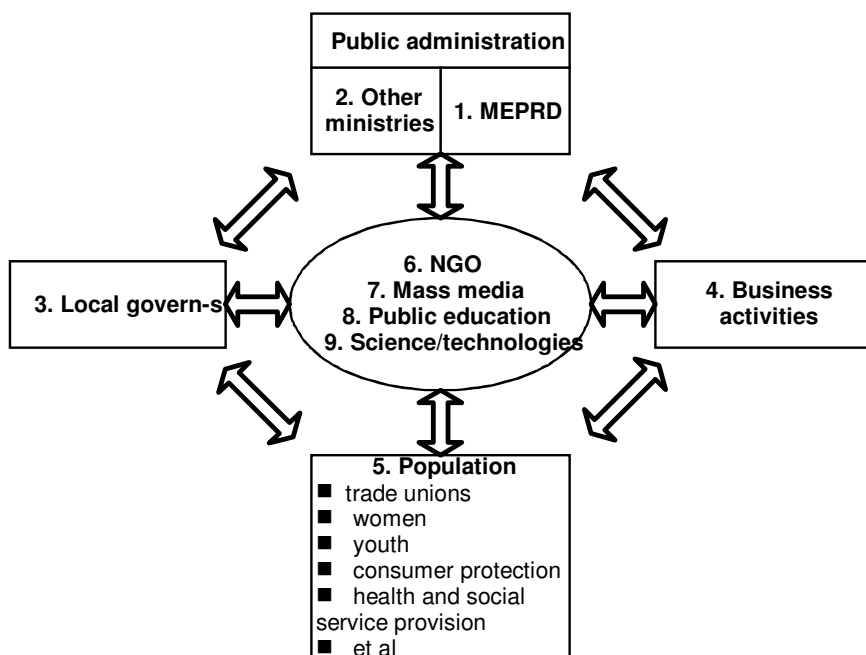 Public administration
2. Other
ministries
1. MEPRD
3. Local govern-s
6. NGO
7. Mass media
8. Public education
9. Science/technologies
4. Business
activities
5. Population
■ trade unions
■ women
■ youth
■ consumer protection
■ health and social
service provision
■ et al